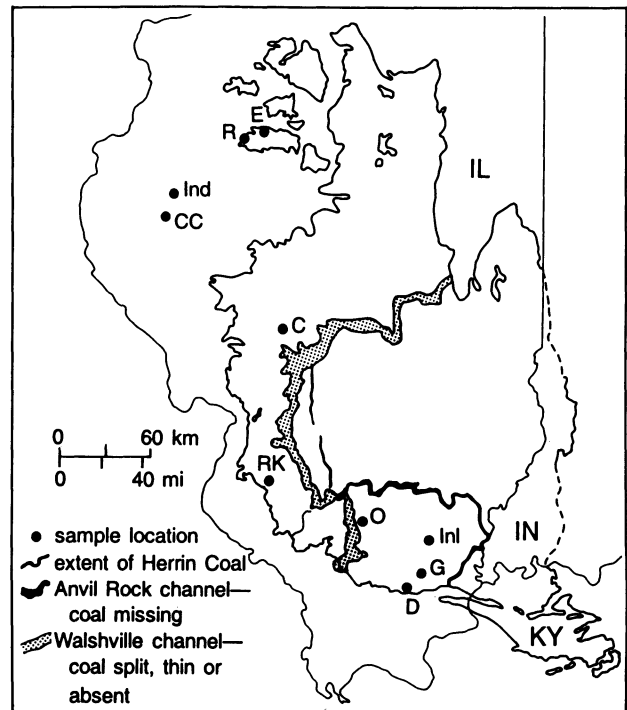 E
R
IL
Ind
CC
C
0 60 km
0 40 mi
RK
O
Inl
IN
G
D
KY
sample location
extent of Herrin Coal
Anvil Rock channel—
coal missing
Walshville channel—
coal split, thin or
absent